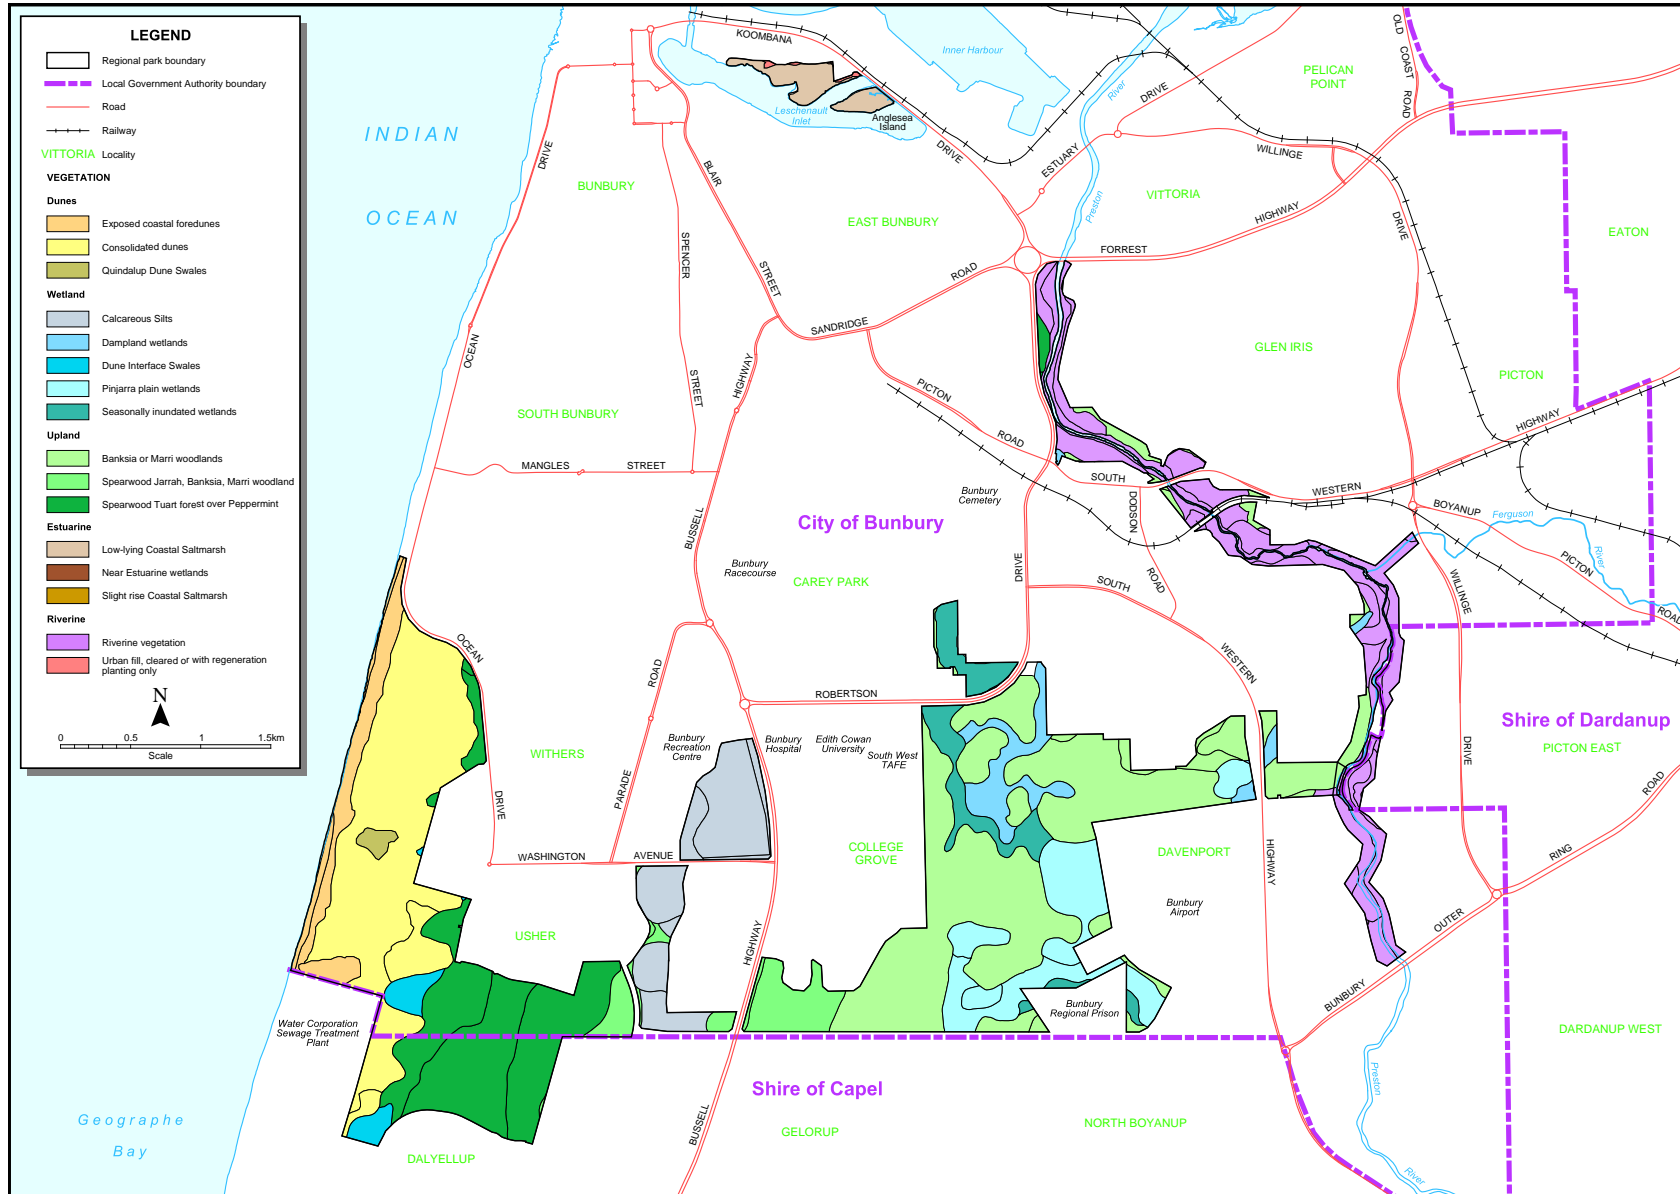 LEGEND
Regional park boundary
Local Government Authority boundary
Road
Railway
VITTORIA Locality
VEGETATION
Dunes
Exposed coastal foredunes
Consolidated dunes
Quindalup Dune Swales
Wetland
Calcareous Silts
Dampland wetlands
Dune Interface Swales
Pinjarra plain wetlands
Seasonally inundated wetlands
Upland
Banksia or Marri woodlands
Spearwood Jarrah, Banksia, Marri woodland
Spearwood Tuart forest over Peppermint
Estuarine
Low-lying Coastal Saltmarsh
Near Estuarine wetlands
Slight rise Coastal Saltmarsh
Riverine
Riverine vegetation
Urban fill, cleared or with regeneration
planting only
N
0 0.5 1 1.5km
Scale
INDIAN
OCEAN
Geographe
Bay
KOOMBANA
DRIVE
Inner Harbour
Leschenault
Inlet
Anglesea
Island
PELICAN
POINT
OLD COAST ROAD
River
Preston
ESTUARY
DRIVE
WILLINGE
DRIVE
VITTORIA
EATON
BUNBURY
EAST BUNBURY
DRIVE
OCEAN
BLAIR
STREET
SPENCER
STREET
SANDRIDGE
ROAD
FORREST
HIGHWAY
GLEN IRIS
PICTON
HIGHWAY
PICTON
ROAD
SOUTH BUNBURY
MANGLES
STREET
HIGHWAY
BUSSELL
SOUTH
WESTERN
HIGHWAY
DODSON
ROAD
BOYANUP
PICTON
ROAD
Ferguson
River
Bunbury
Cemetery
City of Bunbury
Bunbury
Racecourse
CAREY PARK
DRIVE
SOUTH
WESTERN
HIGHWAY
WILLINGE
DRIVE
OCEAN
DRIVE
ROAD
PARADE
ROBERTSON
WITHERS
Bunbury
Recreation
Centre
Bunbury
Hospital
Edith Cowan
University
South West
TAFE
Shire of Dardanup
PICTON EAST
ROAD
RING
OUTER
BUNBURY
WASHINGTON
AVENUE
COLLEGE
GROVE
DAVENPORT
Bunbury
Airport
USHER
HIGHWAY
BUSSELL
Water Corporation
Sewage Treatment
Plant
Bunbury
Regional Prison
DARDANUP WEST
Shire of Capel
GELORUP
NORTH BOYANUP
DALYELLUP
Preston
River